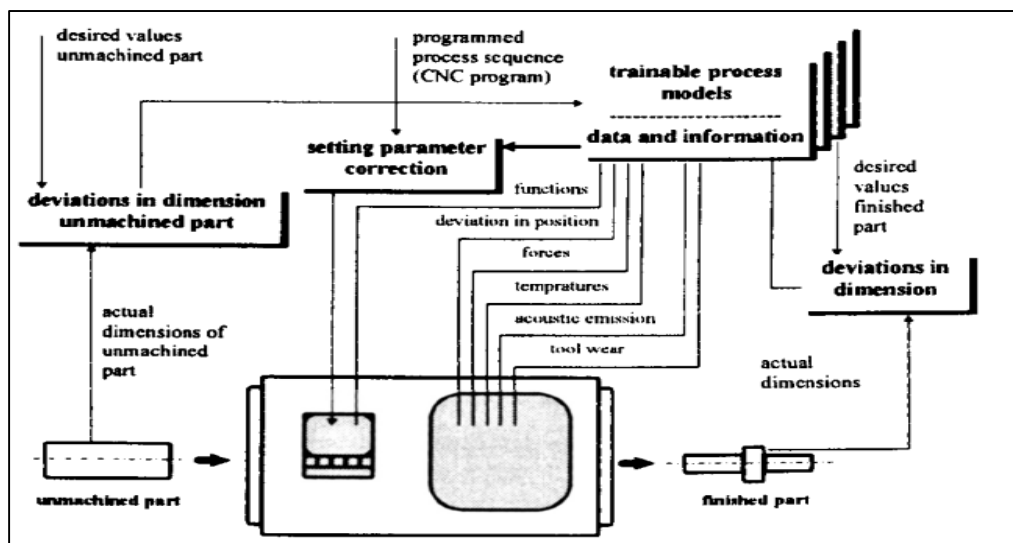 desired values
unmachined part
programmed
process sequence
(CNC program)
trainable process
models
data and information
setting parameter
correction
desired
values
finished
part
deviations in dimension
unmachined part
functions
deviation in position
forces
tempratures
acoustic emission
tool wear
deviations in
dimension
actual
dimensions of
unmachined
part
actual
dimensions
unmachined part
finished part